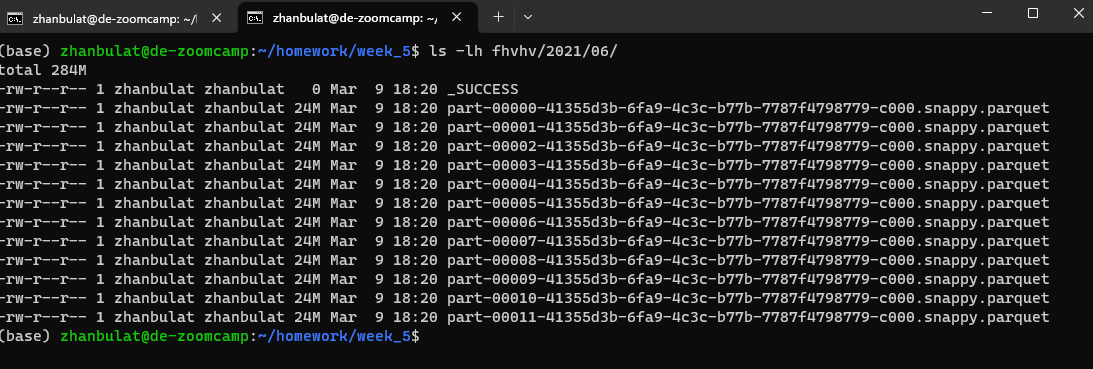 zhanbulat@de-zoomcamp: ~/l
zhanbulat@de-zoomcamp: ~/
(base) zhanbulat@de-zoomcamp:~/homework/week_5$ ls -lh fhvhv/2021/06/
total 284M
-rw-r--r-- 1 zhanbulat zhanbulat   0 Mar  9 18:20 _SUCCESS
-rw-r--r-- 1 zhanbulat zhanbulat 24M Mar  9 18:20 part-00000-41355d3b-6fa9-4c3c-b77b-7787f4798779-c000.snappy.parquet
-rw-r--r-- 1 zhanbulat zhanbulat 24M Mar  9 18:20 part-00001-41355d3b-6fa9-4c3c-b77b-7787f4798779-c000.snappy.parquet
-rw-r--r-- 1 zhanbulat zhanbulat 24M Mar  9 18:20 part-00002-41355d3b-6fa9-4c3c-b77b-7787f4798779-c000.snappy.parquet
-rw-r--r-- 1 zhanbulat zhanbulat 24M Mar  9 18:20 part-00003-41355d3b-6fa9-4c3c-b77b-7787f4798779-c000.snappy.parquet
-rw-r--r-- 1 zhanbulat zhanbulat 24M Mar  9 18:20 part-00004-41355d3b-6fa9-4c3c-b77b-7787f4798779-c000.snappy.parquet
-rw-r--r-- 1 zhanbulat zhanbulat 24M Mar  9 18:20 part-00005-41355d3b-6fa9-4c3c-b77b-7787f4798779-c000.snappy.parquet
-rw-r--r-- 1 zhanbulat zhanbulat 24M Mar  9 18:20 part-00006-41355d3b-6fa9-4c3c-b77b-7787f4798779-c000.snappy.parquet
-rw-r--r-- 1 zhanbulat zhanbulat 24M Mar  9 18:20 part-00007-41355d3b-6fa9-4c3c-b77b-7787f4798779-c000.snappy.parquet
-rw-r--r-- 1 zhanbulat zhanbulat 24M Mar  9 18:20 part-00008-41355d3b-6fa9-4c3c-b77b-7787f4798779-c000.snappy.parquet
-rw-r--r-- 1 zhanbulat zhanbulat 24M Mar  9 18:20 part-00009-41355d3b-6fa9-4c3c-b77b-7787f4798779-c000.snappy.parquet
-rw-r--r-- 1 zhanbulat zhanbulat 24M Mar  9 18:20 part-00010-41355d3b-6fa9-4c3c-b77b-7787f4798779-c000.snappy.parquet
-rw-r--r-- 1 zhanbulat zhanbulat 24M Mar  9 18:20 part-00011-41355d3b-6fa9-4c3c-b77b-7787f4798779-c000.snappy.parquet
(base) zhanbulat@de-zoomcamp:~/homework/week_5$